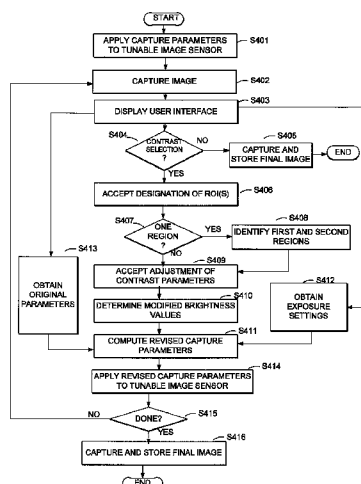 START
S401
APPLY CAPTURE PARAMETERS
TO TUNABLE IMAGE SENSOR
S402
CAPTURE IMAGE
S403
DISPLAY USER INTERFACE
S404
CONTRAST
SELECTION
?
NO
S405
CAPTURE AND
STORE FINAL IMAGE
END
YES
S406
ACCEPT DESIGNATION OF ROI(S)
S407
ONE
REGION
?
YES
S408
IDENTIFY FIRST AND SECOND
REGIONS
NO
S409
ACCEPT ADJUSTMENT OF
CONTRAST PARAMETERS
S413
OBTAIN
ORIGINAL
PARAMETERS
S410
DETERMINE MODIFIED BRIGHTNESS
VALUES
S412
OBTAIN
EXPOSURE
SETTINGS
S411
COMPUTE REVISED CAPTURE
PARAMETERS
S414
APPLY REVISED CAPTURE PARAMETERS
TO TUNABLE IMAGE SENSOR
NO
S415
DONE?
YES
S416
CAPTURE AND STORE FINAL IMAGE
END